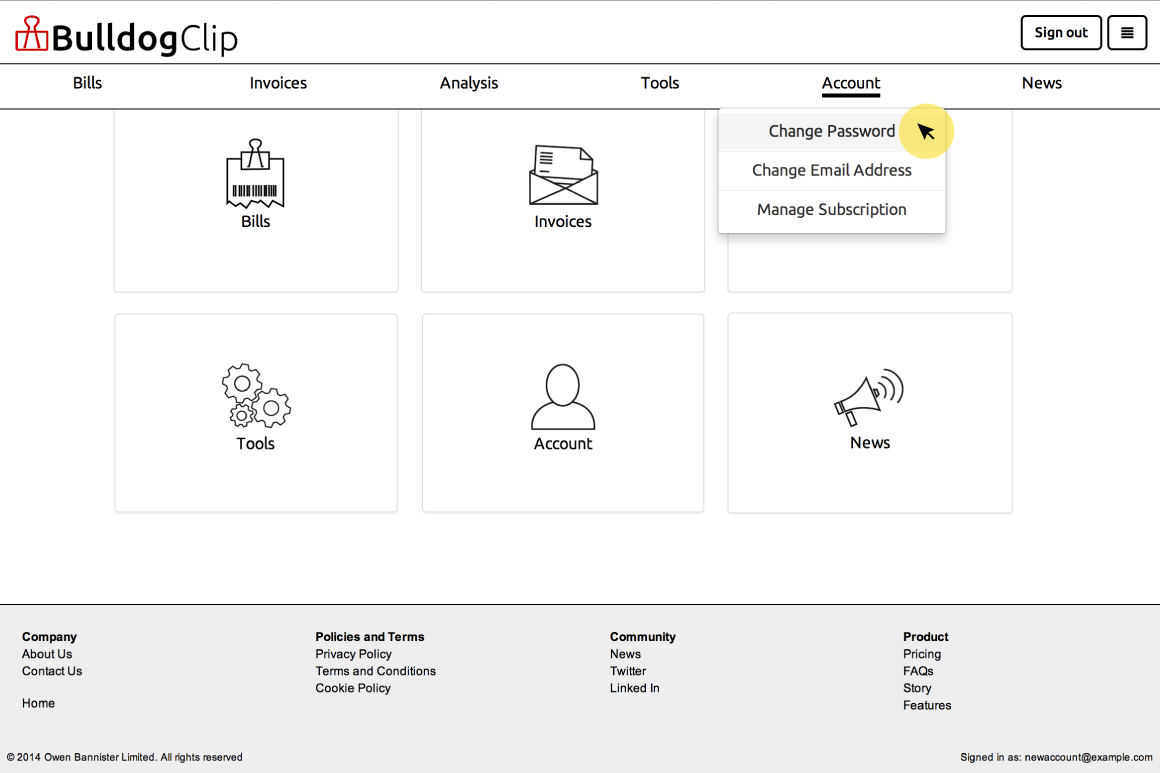 BulldogClip
Sign out
Bills Invoices Analysis Tools Account News
Change Password
Change Email Address
Manage Subscription
Bills
Invoices
Tools
Account
News
Company
About Us
Contact Us
Home
Policies and Terms
Privacy Policy
Terms and Conditions
Cookie Policy
Community
News
Twitter
Linked In
Product
Pricing
FAQs
Story
Features
© 2014 Owen Bannister Limited. All rights reserved
Signed in as: newaccount@example.com